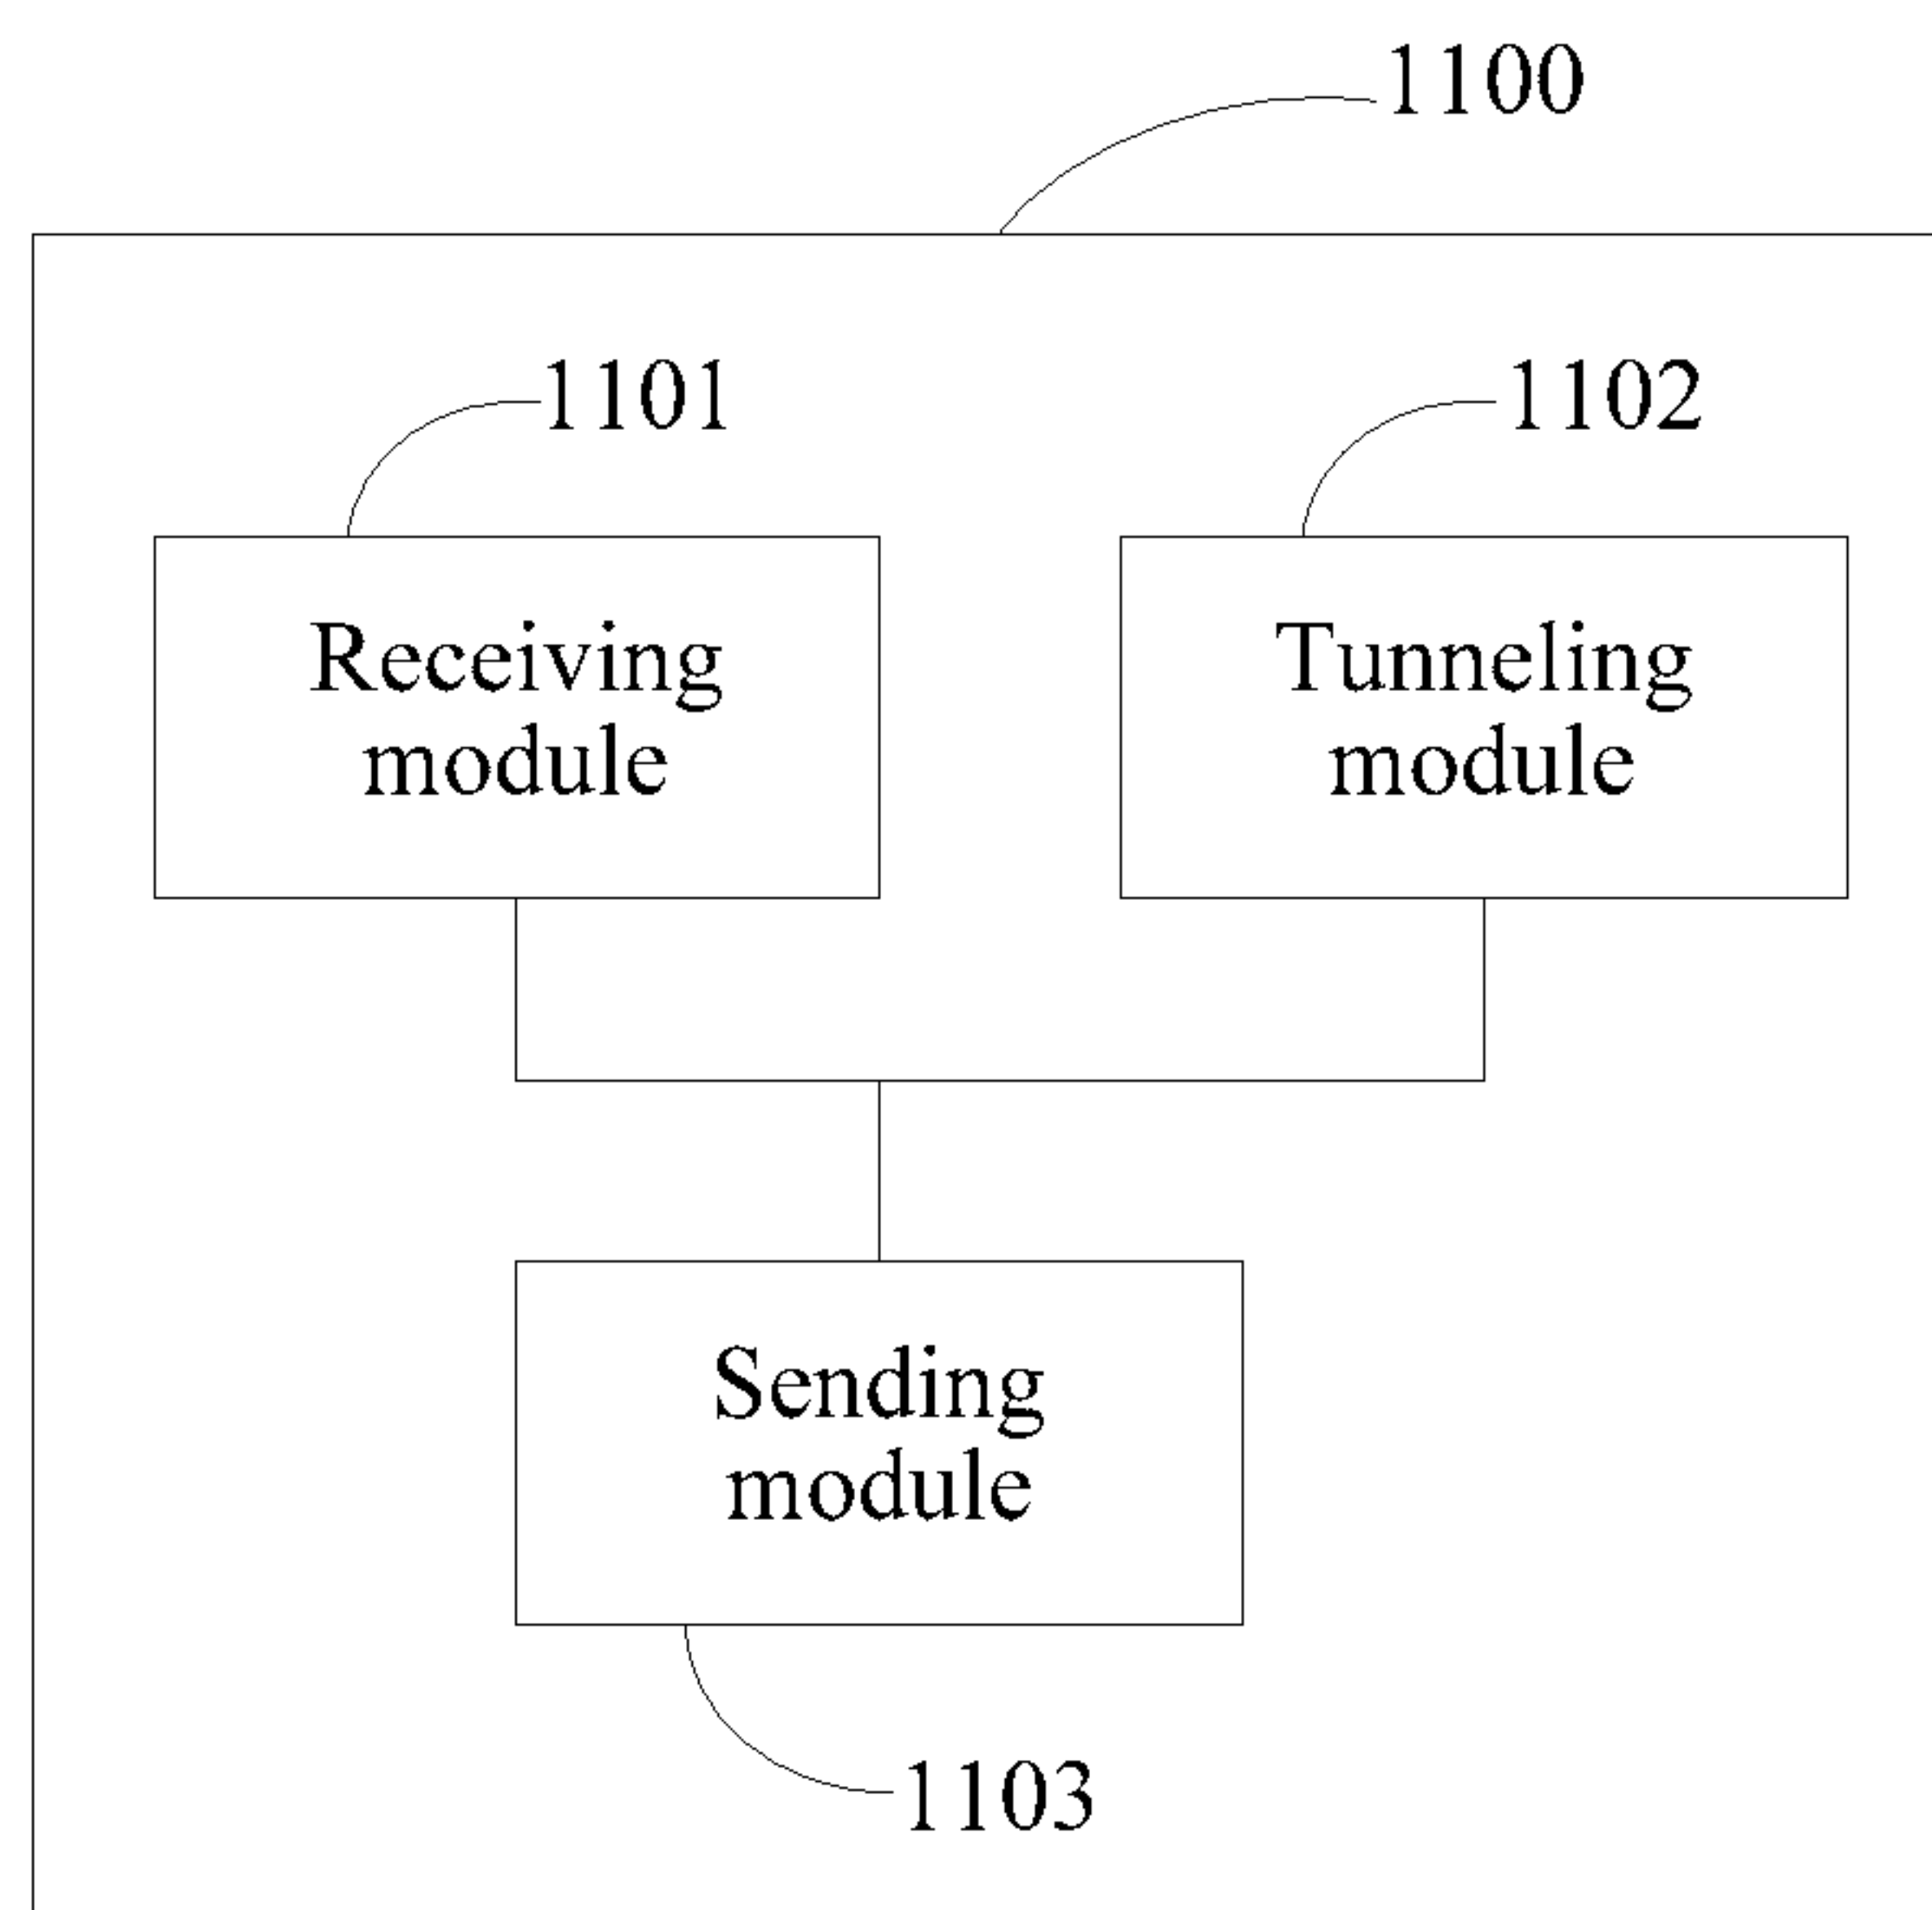 1100
1101
1102
Receiving
module
Tunneling
module
Sending
module
1103